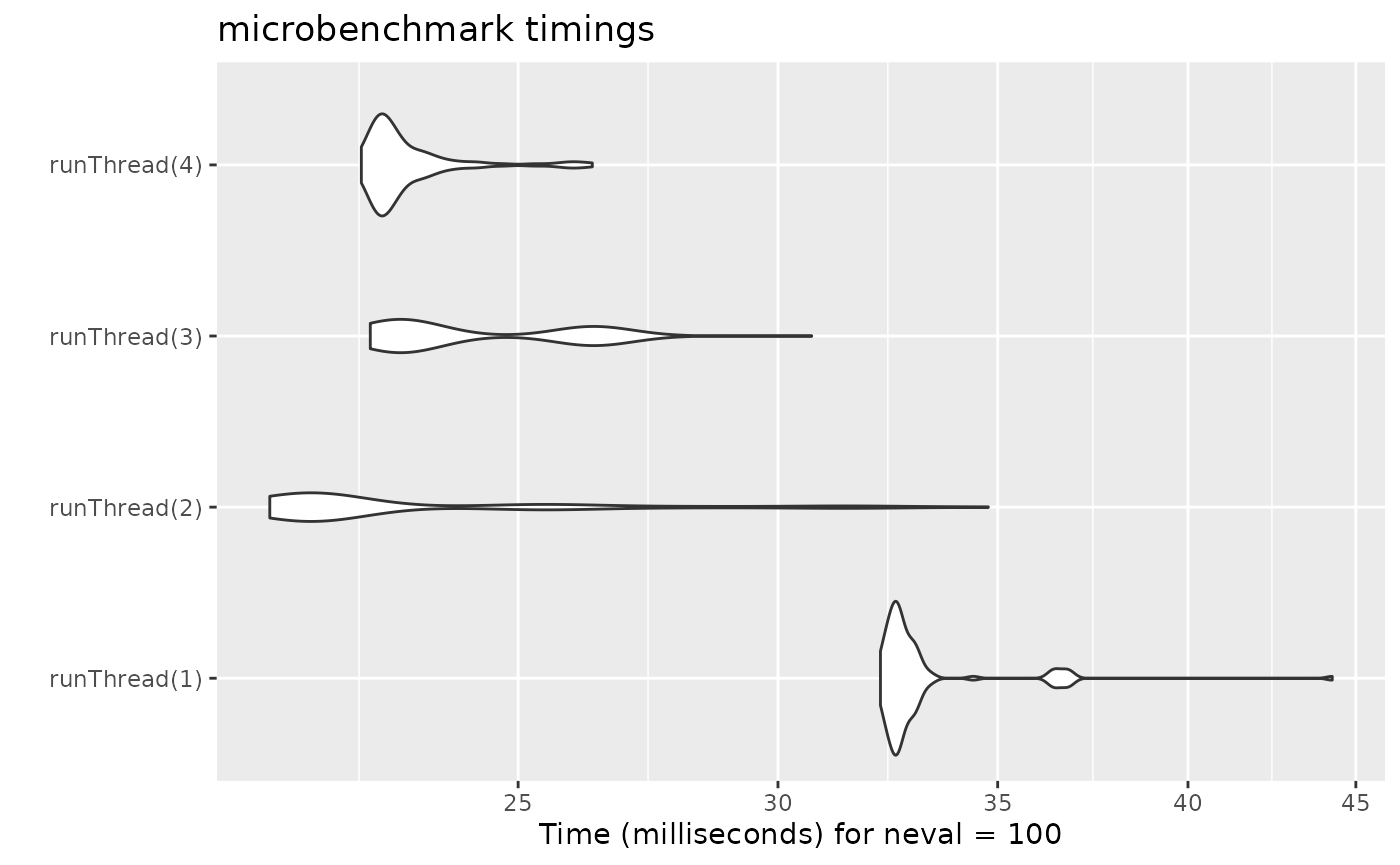 microbenchmark timings
runThread(4)
runThread(3)
runThread(2)
runThread(1)
25 30 35 40 45
Time (milliseconds) for neval = 100